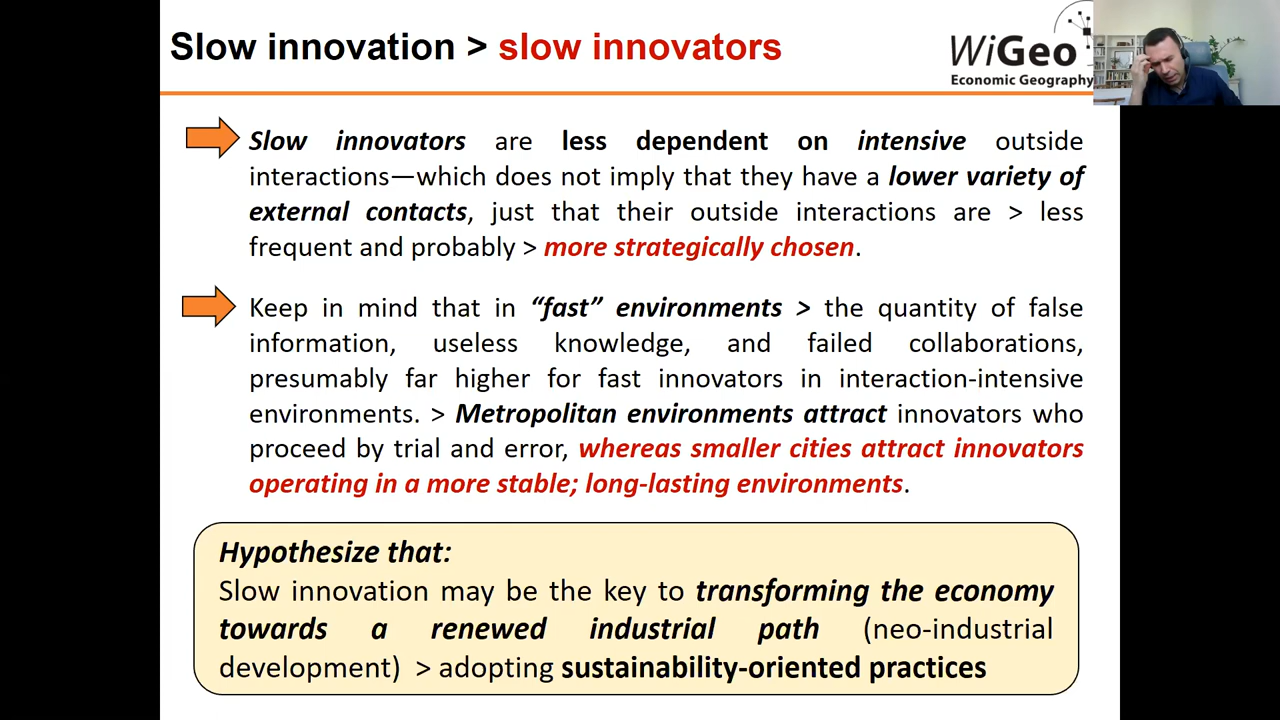 Slow innovation > slow innovators
WiGeo
Economic Geography
Slow innovators are less dependent on intensive outside
interactions—which does not imply that they have a lower variety of
external contacts, just that their outside interactions are > less
frequent and probably > more strategically chosen.
Keep in mind that in “fast” environments > the quantity of false
information, useless knowledge, and failed collaborations,
presumably far higher for fast innovators in interaction-intensive
environments. > Metropolitan environments attract innovators who
proceed by trial and error, whereas smaller cities attract innovators
operating in a more stable; long-lasting environments.
Hypothesize that:
Slow innovation may be the key to transforming the economy
towards a renewed industrial path (neo-industrial
development) > adopting sustainability-oriented practices